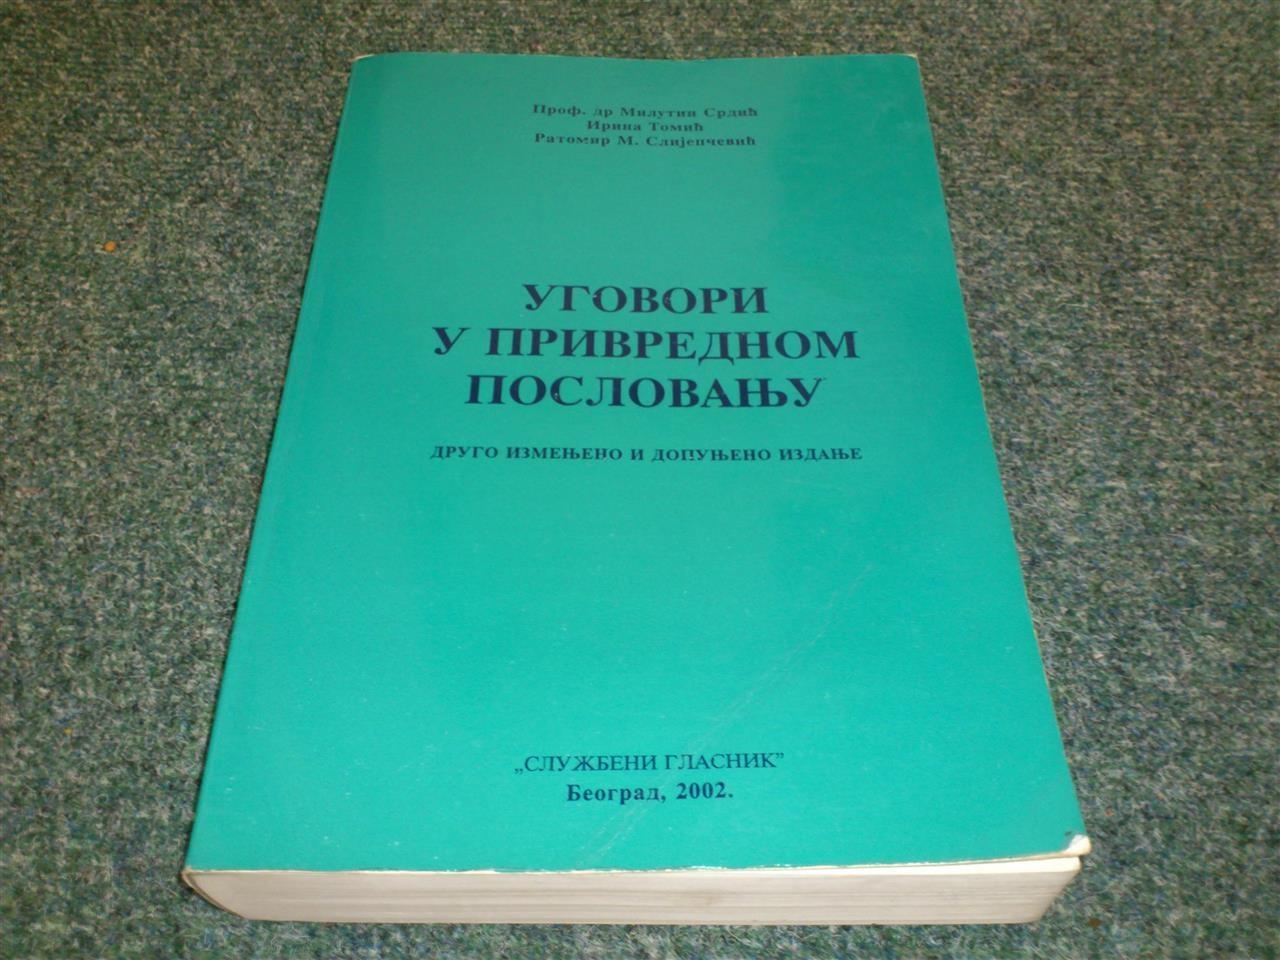 Проф. др Милутин Срдић
Ирина Томић
Ратомир М. Слијепчевић
УГОВОРИ
У ПРИВРЕДНОМ
ПОСЛОВАЊУ
ДРУГО ИЗМЕЊЕНО И ДОПУЊЕНО ИЗДАЊЕ
„СЛУЖБЕНИ ГЛАСНИК”
Београд, 2002.